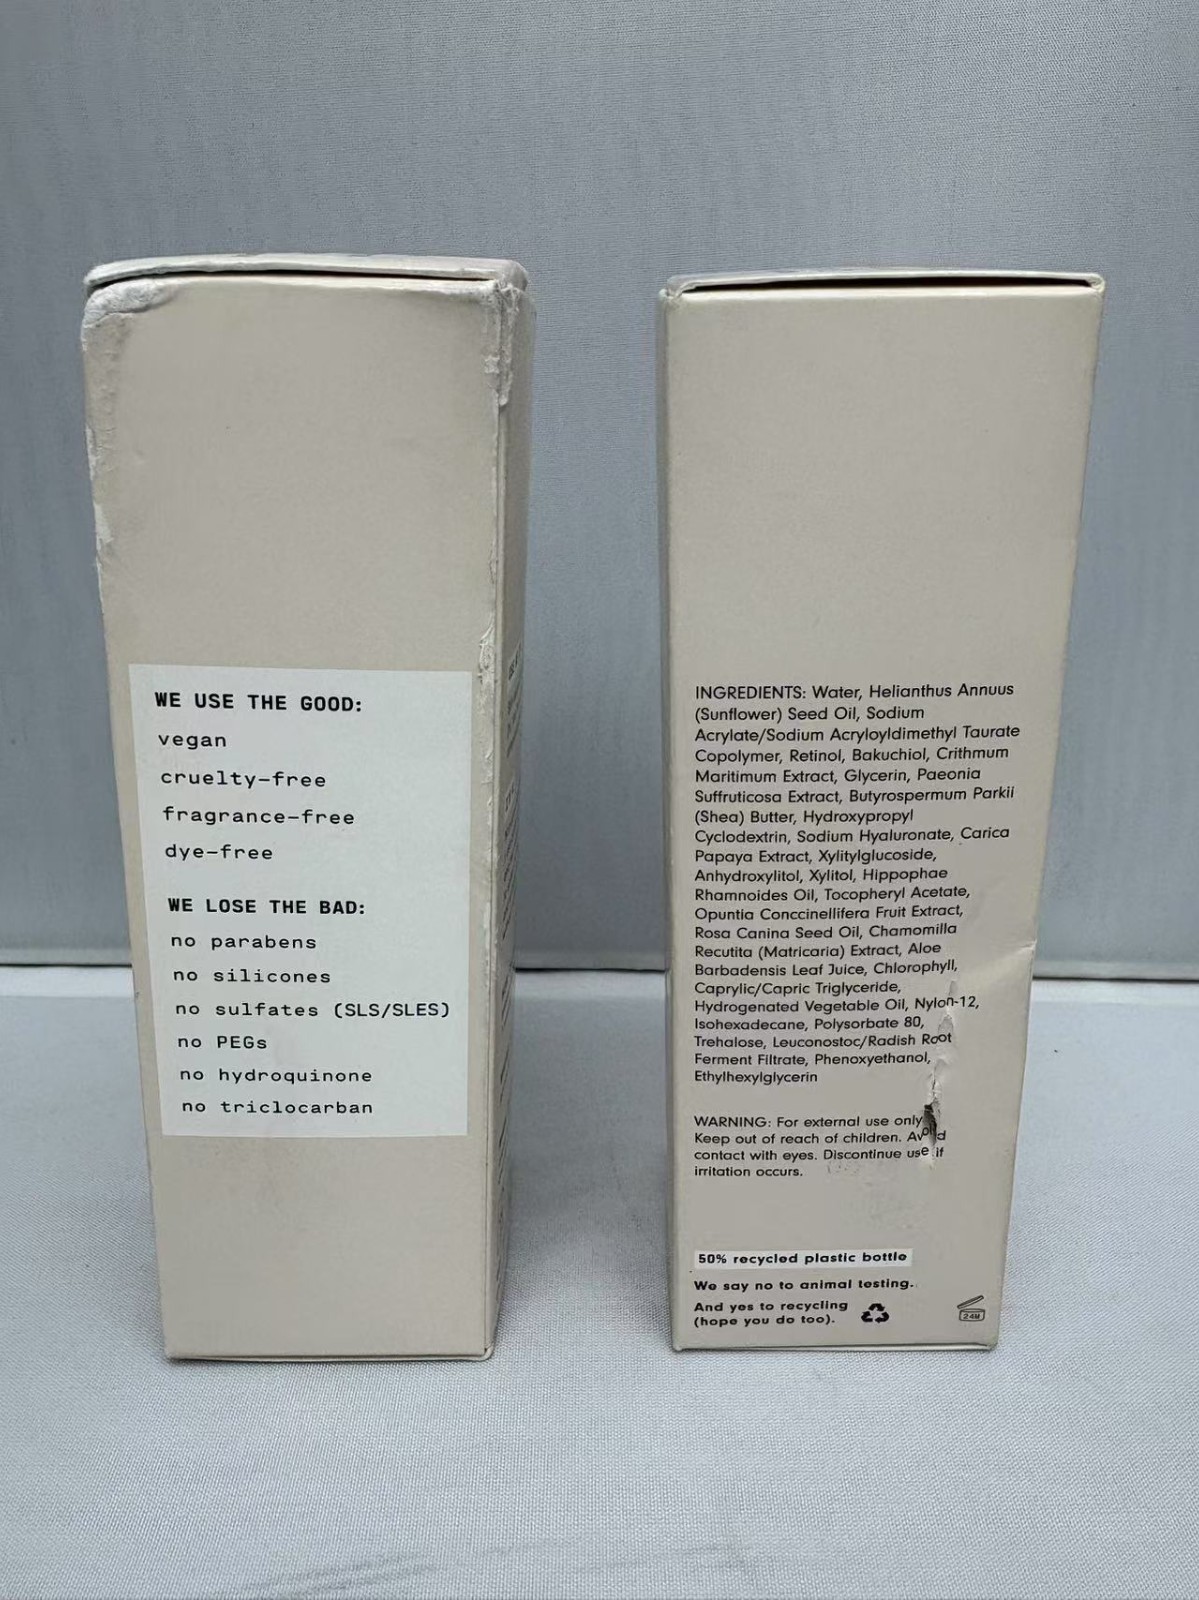 WE USE THE GOOD:
vegan
cruelty-free
fragrance-free
dye-free
WE LOSE THE BAD:
no parabens
no silicones
no sulfates (SLS/SLES)
no PEGs
no hydroquinone
no triclocarban
INGREDIENTS: Water, Helianthus Annuus
(Sunflower) Seed Oil, Sodium
Acrylate/Sodium Acryloyldimethyl Taurate
Copolymer, Retinol, Bakuchiol, Crithmum
Maritimum Extract, Glycerin, Paeonia
Suffruticosa Extract, Butyrospermum Parkii
(Shea) Butter, Hydroxypropyl
Cyclodextrin, Sodium Hyaluronate, Carica
Papaya Extract, Xylitylglucoside,
Anhydroxylitol, Xylitol, Hippophae
Rhamnoides Oil, Tocopheryl Acetate,
Opuntia Conccinellifera Fruit Extract,
Rosa Canina Seed Oil, Chamomilla
Recutita (Matricaria) Extract, Aloe
Barbadensis Leaf Juice, Chlorophyll,
Caprylic/Capric Triglyceride,
Hydrogenated Vegetable Oil, Nylon-12,
Isohexadecane, Polysorbate 80,
Trehalose, Leuconostoc/Radish Root
Ferment Filtrate, Phenoxyethanol,
Ethylhexylglycerin
WARNING: For external use only.
Keep out of reach of children. Avoid
contact with eyes. Discontinue use if
irritation occurs.
50% recycled plastic bottle
We say no to animal testing.
And yes to recycling
(hope you do too).
24M